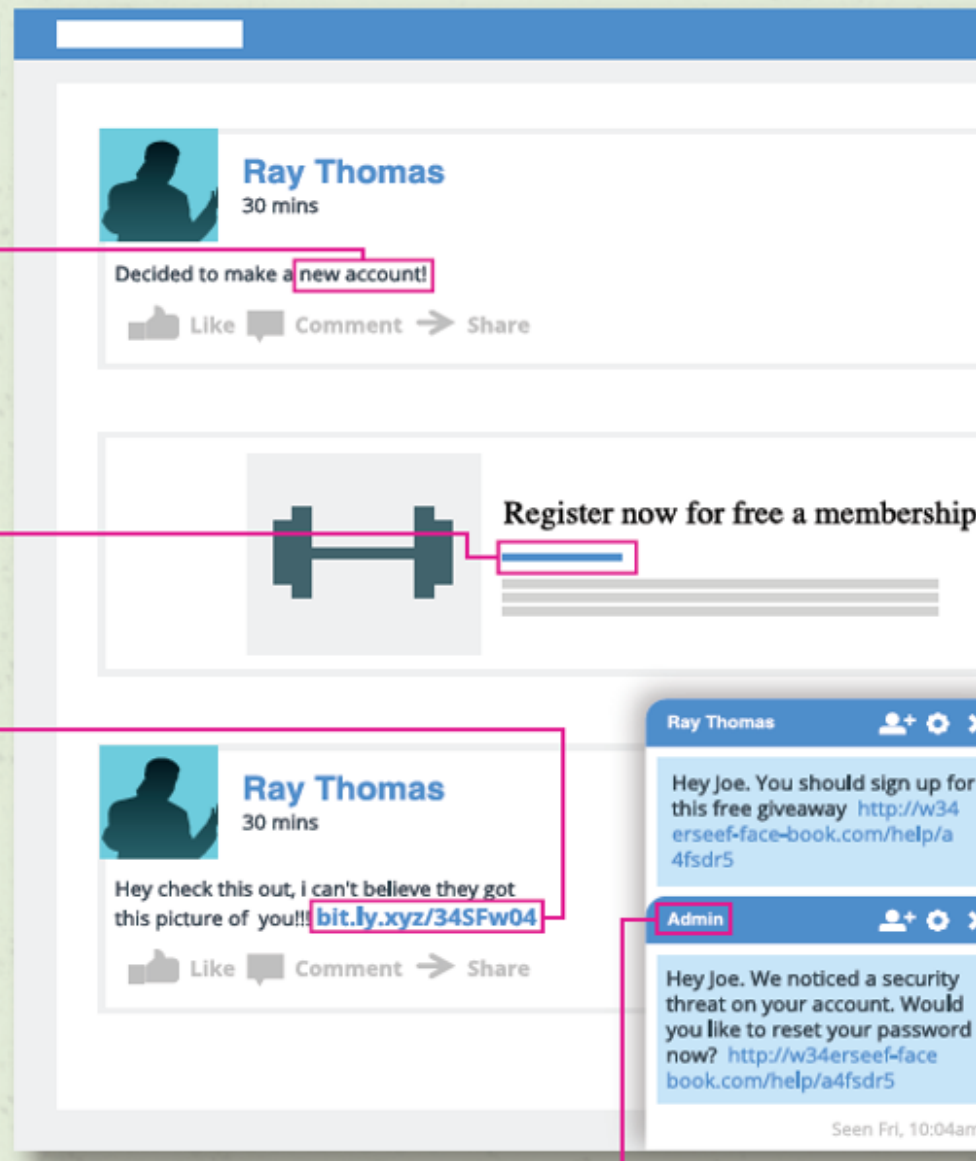 Ray Thomas
30 mins
Decided to make a new account!
Like Comment Share
Register now for free a membership
Ray Thomas
30 mins
Hey check this out, i can't believe they got
this picture of you!!! bit.ly.xyz/34SFw04
Like Comment Share
Ray Thomas
Hey Joe. You should sign up for
this free giveaway http://w34
erseef-face-book.com/help/a
4fsdr5
Admin
Hey Joe. We noticed a security
threat on your account. Would
you like to reset your password
now? http://w34erseef-face
book.com/help/a4fsdr5
Seen Fri, 10:04am